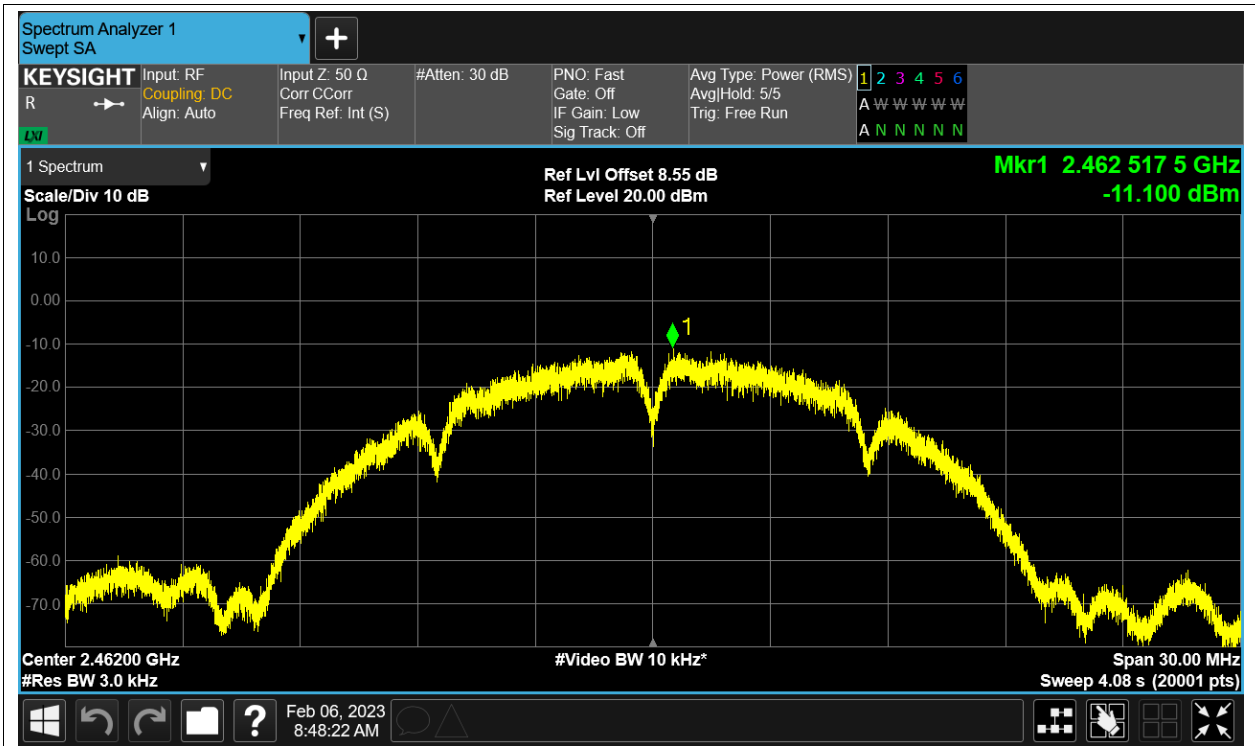 Spectrum Analyzer 1
Swept SA
KEYSIGHT
R
LXI
Input: RF
Coupling: DC
Align: Auto
Input Z: 50 Ω
Corr CCorr
Freq Ref: Int (S)
#Atten: 30 dB
PNO: Fast
Gate: Off
IF Gain: Low
Sig Track: Off
Avg Type: Power (RMS)
Avg|Hold: 5/5
Trig: Free Run
1 2 3 4 5 6
A W W W W W
A N N N N N
1 Spectrum
Scale/Div 10 dB
Log
Ref Lvl Offset 8.55 dB
Ref Level 20.00 dBm
Mkr1 2.462 517 5 GHz
-11.100 dBm
10.0
0.00
1
-10.0
-20.0
-30.0
-40.0
-50.0
-60.0
-70.0
Center 2.46200 GHz
#Res BW 3.0 kHz
#Video BW 10 kHz*
Span 30.00 MHz
Sweep 4.08 s (20001 pts)
?
Feb 06, 2023
8:48:22 AM